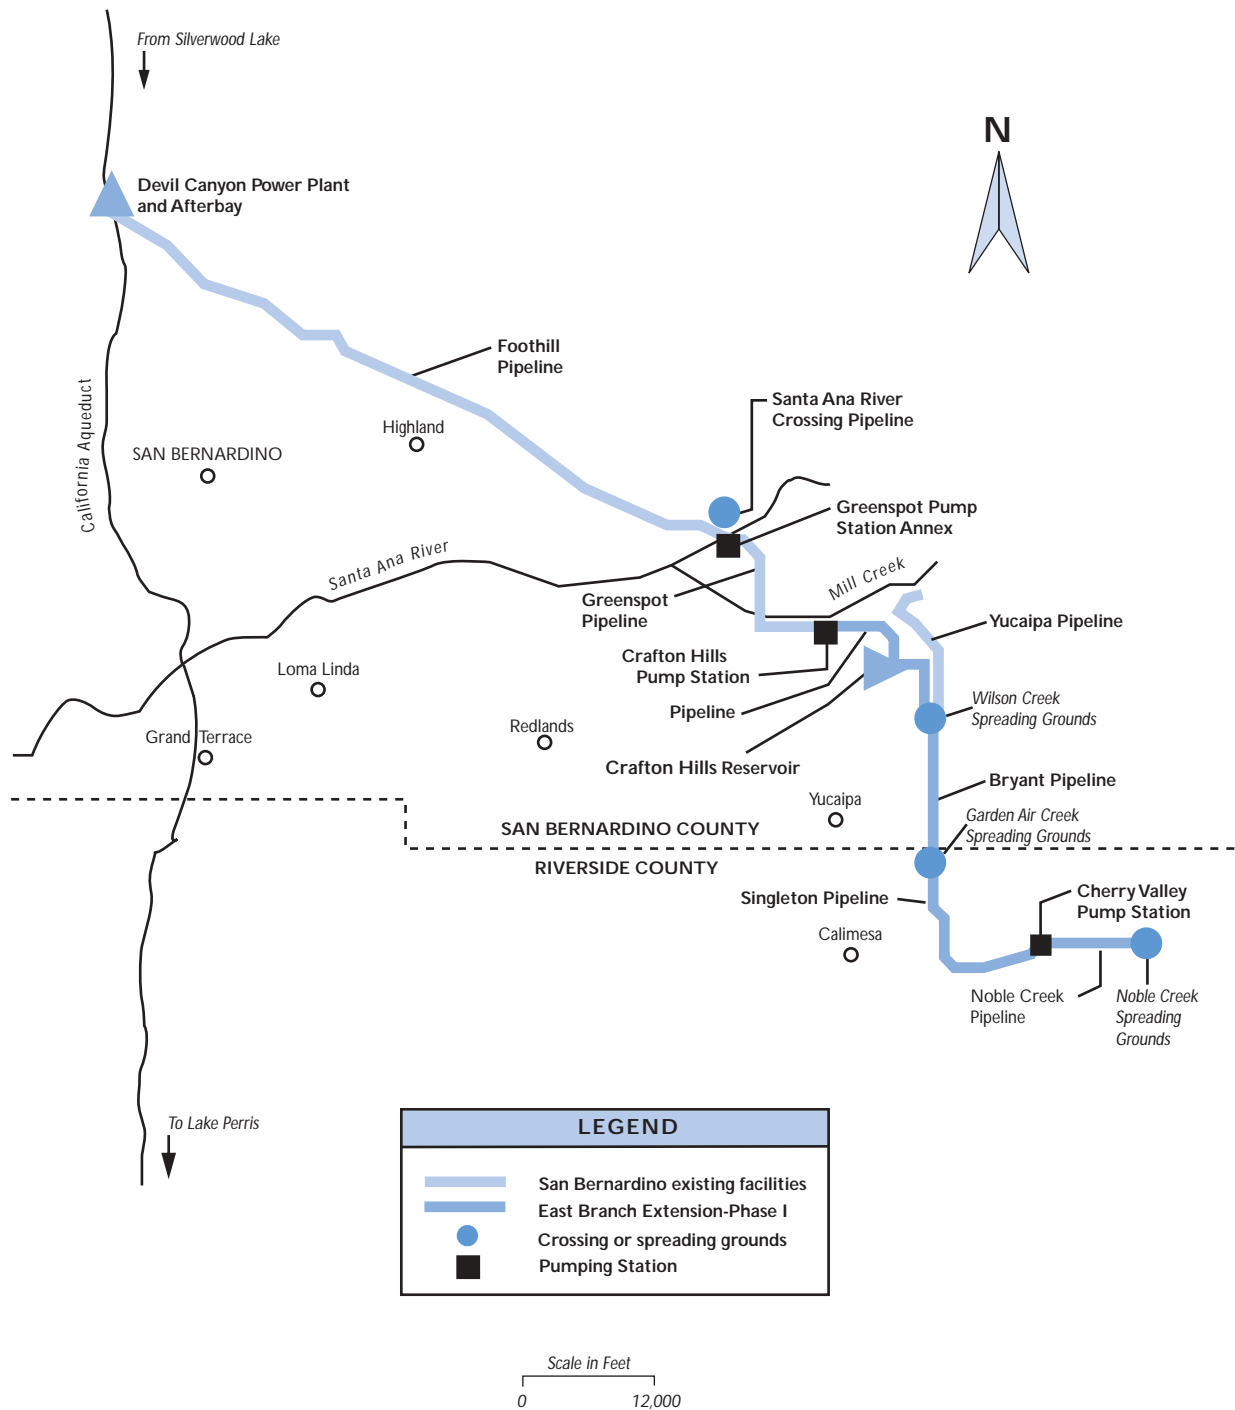 From Silverwood Lake
N
Devil Canyon Power Plant
and Afterbay
Foothill
Pipeline
California Aqueduct
Highland
SAN BERNARDINO
Santa Ana River
Crossing Pipeline
Greenspot Pump
Station Annex
Santa Ana River
Mill Creek
Greenspot
Pipeline
Yucaipa Pipeline
Crafton Hills
Pump Station
Loma Linda
Wilson Creek
Spreading Grounds
Pipeline
Redlands
Grand Terrace
Crafton Hills Reservoir
Bryant Pipeline
Yucaipa
Garden Air Creek
Spreading Grounds
SAN BERNARDINO COUNTY
RIVERSIDE COUNTY
Singleton Pipeline
Cherry Valley
Pump Station
Calimesa
Noble Creek
Pipeline
Noble Creek
Spreading
Grounds
To Lake Perris
LEGEND
San Bernardino existing facilities
East Branch Extension-Phase I
Crossing or spreading grounds
Pumping Station
Scale in Feet
0 12,000